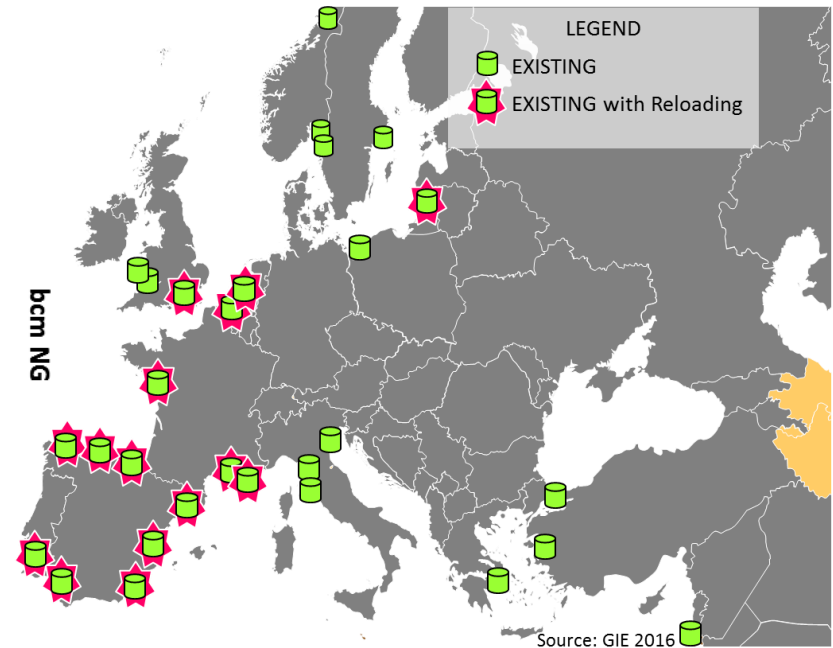 LEGEND
EXISTING
EXISTING with Reloading
bcm NG
Source: GIE 2016